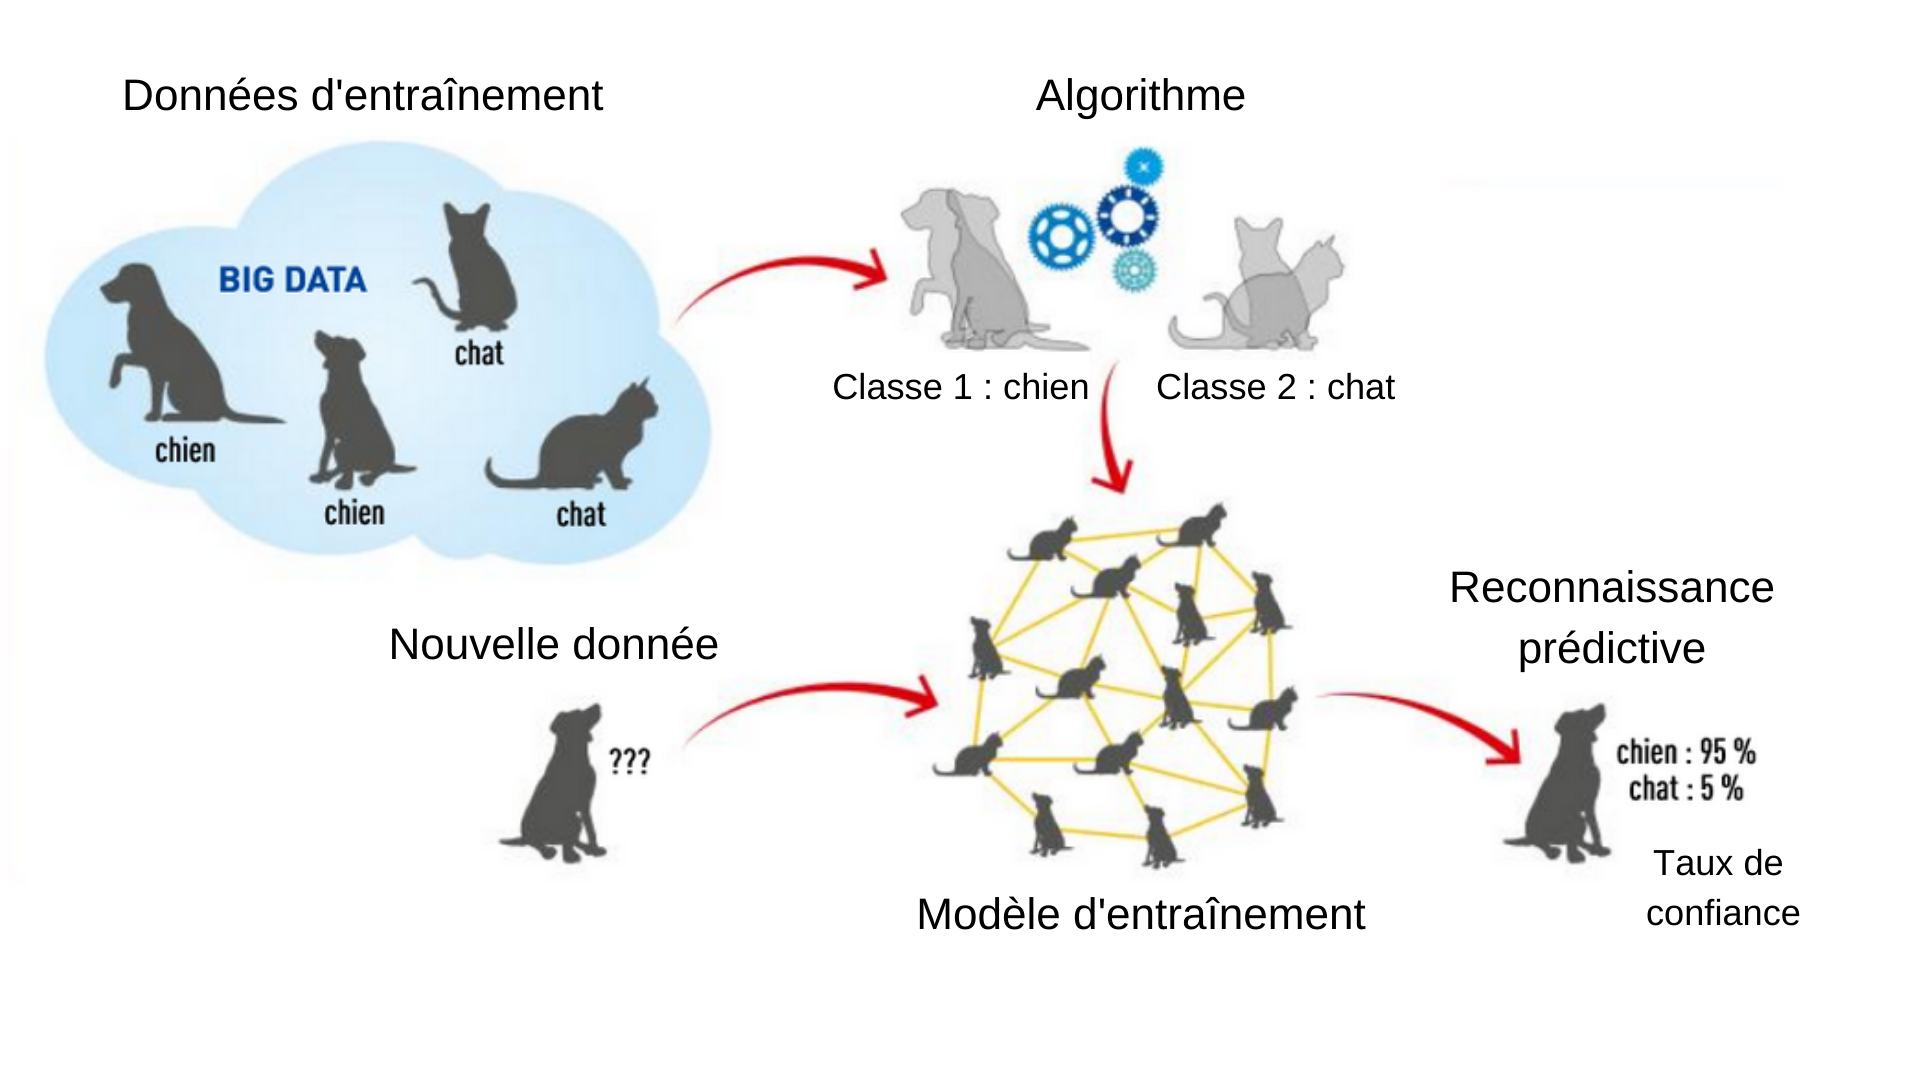 Données d'entraînement
BIG DATA
chien
chien
chat
chat
Algorithme
Classe 1 : chien
Classe 2 : chat
Nouvelle donnée
???
Modèle d'entraînement
Reconnaissance
prédictive
chien : 95 %
chat : 5 %
Taux de
confiance